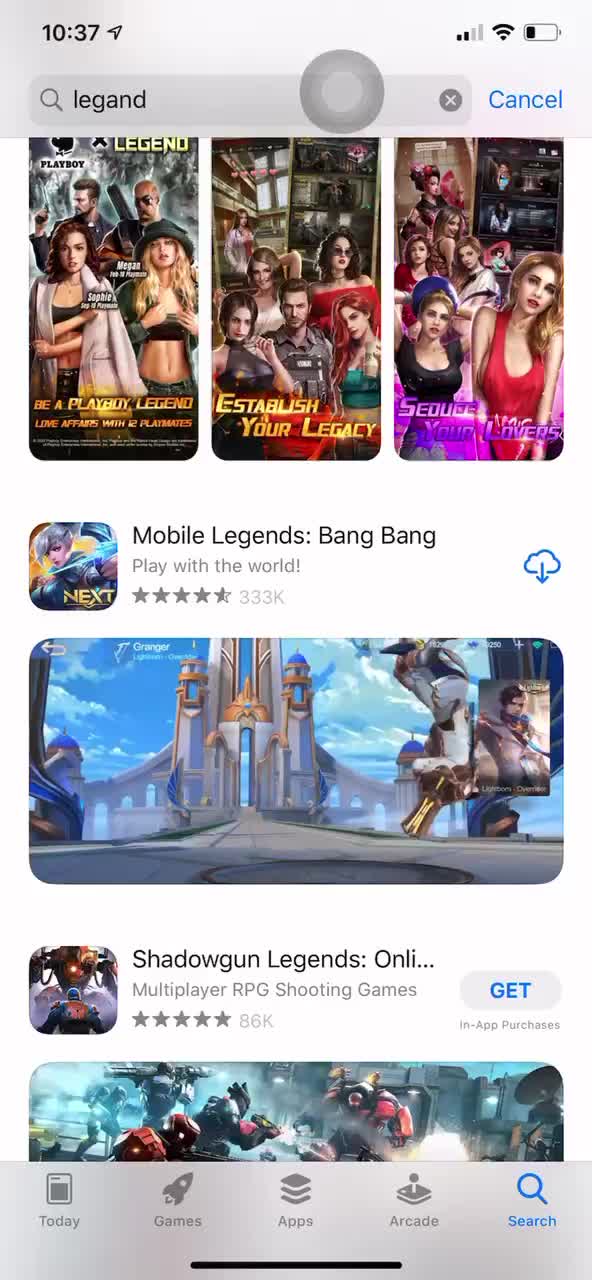 10:37
legand
Cancel
PLAYBOY
X LEGEND
Megan
Feb-10 Playmate
Sophie
Sep-10 Playmate
BE A PLAYBOY LEGEND
LOVE AFFAIRS WITH 12 PLAYMATES
ESTABLISH
YOUR LEGACY
SEDUCE
YOUR LOVERS
Mobile Legends: Bang Bang
Play with the world!
333K
NEXT
Granger
Lightborn - Overrider
Lightborn - Overrider
Shadowgun Legends: Onli...
Multiplayer RPG Shooting Games
86K
GET
In-App Purchases
Today
Games
Apps
Arcade
Search